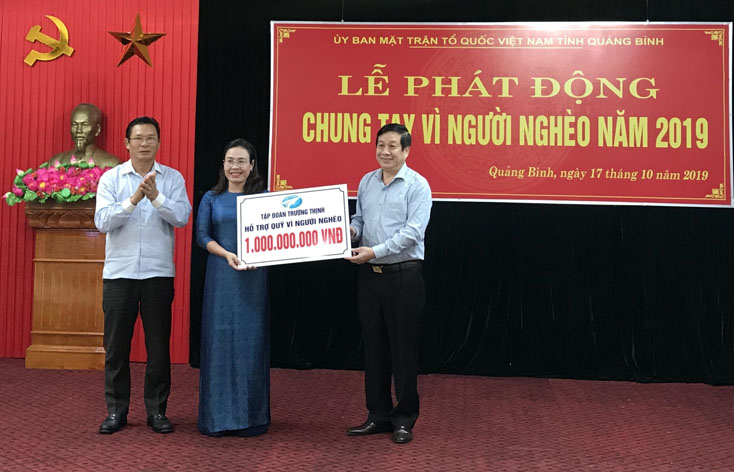 ỦY BAN MẶT TRẬN TỔ QUỐC VIỆT NAM TỈNH QUẢNG BÌNH
LỄ PHÁT ĐỘNG
CHUNG TAY VÌ NGƯỜI NGHÈO NĂM 2019
Quảng Bình, ngày 17 tháng 10 năm 2019
TẬP ĐOÀN TRƯỜNG THỊNH
HỖ TRỢ QUỸ VÌ NGƯỜI NGHÈO
1.000.000.000 VNĐ